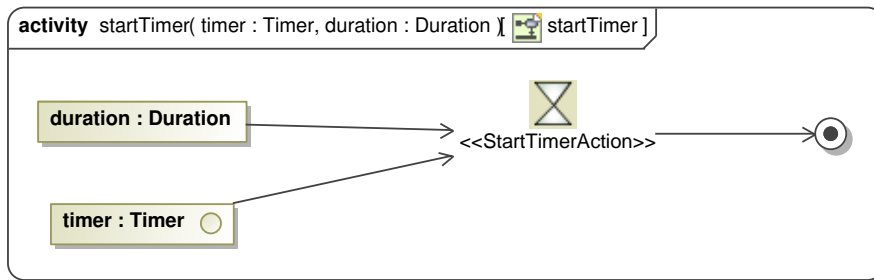 activity startTimer( timer : Timer, duration : Duration )[ startTimer ]
duration : Duration
<<StartTimerAction>>
timer : Timer